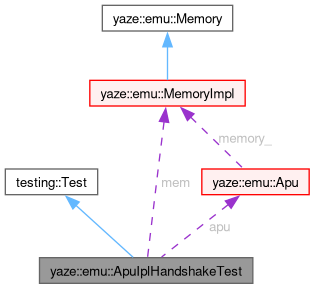 yaze::emu::Memory
yaze::emu::MemoryImpl
memory_
mem
testing::Test
yaze::emu::Apu
apu
yaze::emu::ApuIplHandshakeTest